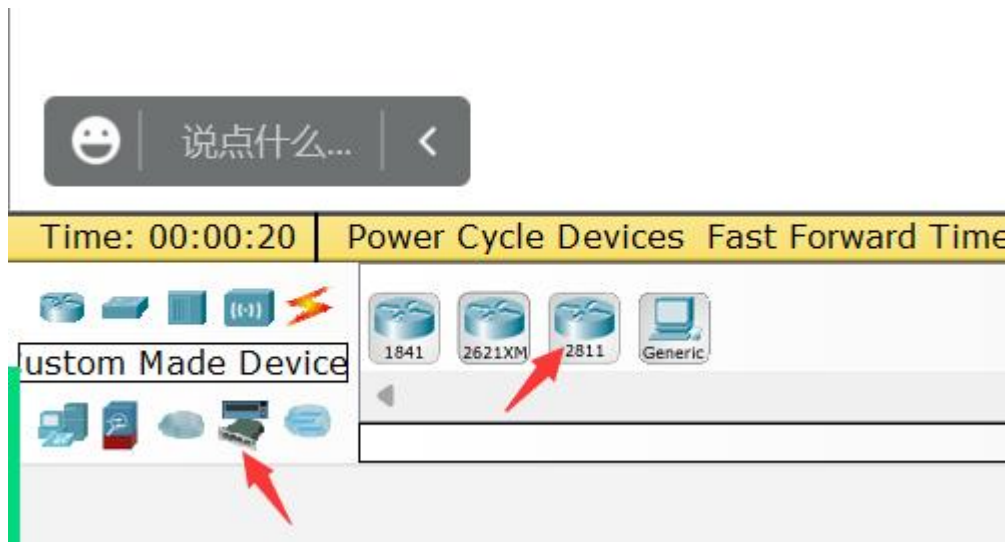 说点什么...
Time: 00:00:20 Power Cycle Devices Fast Forward Time
1841 2621XM 2811 Generic
ustom Made Device